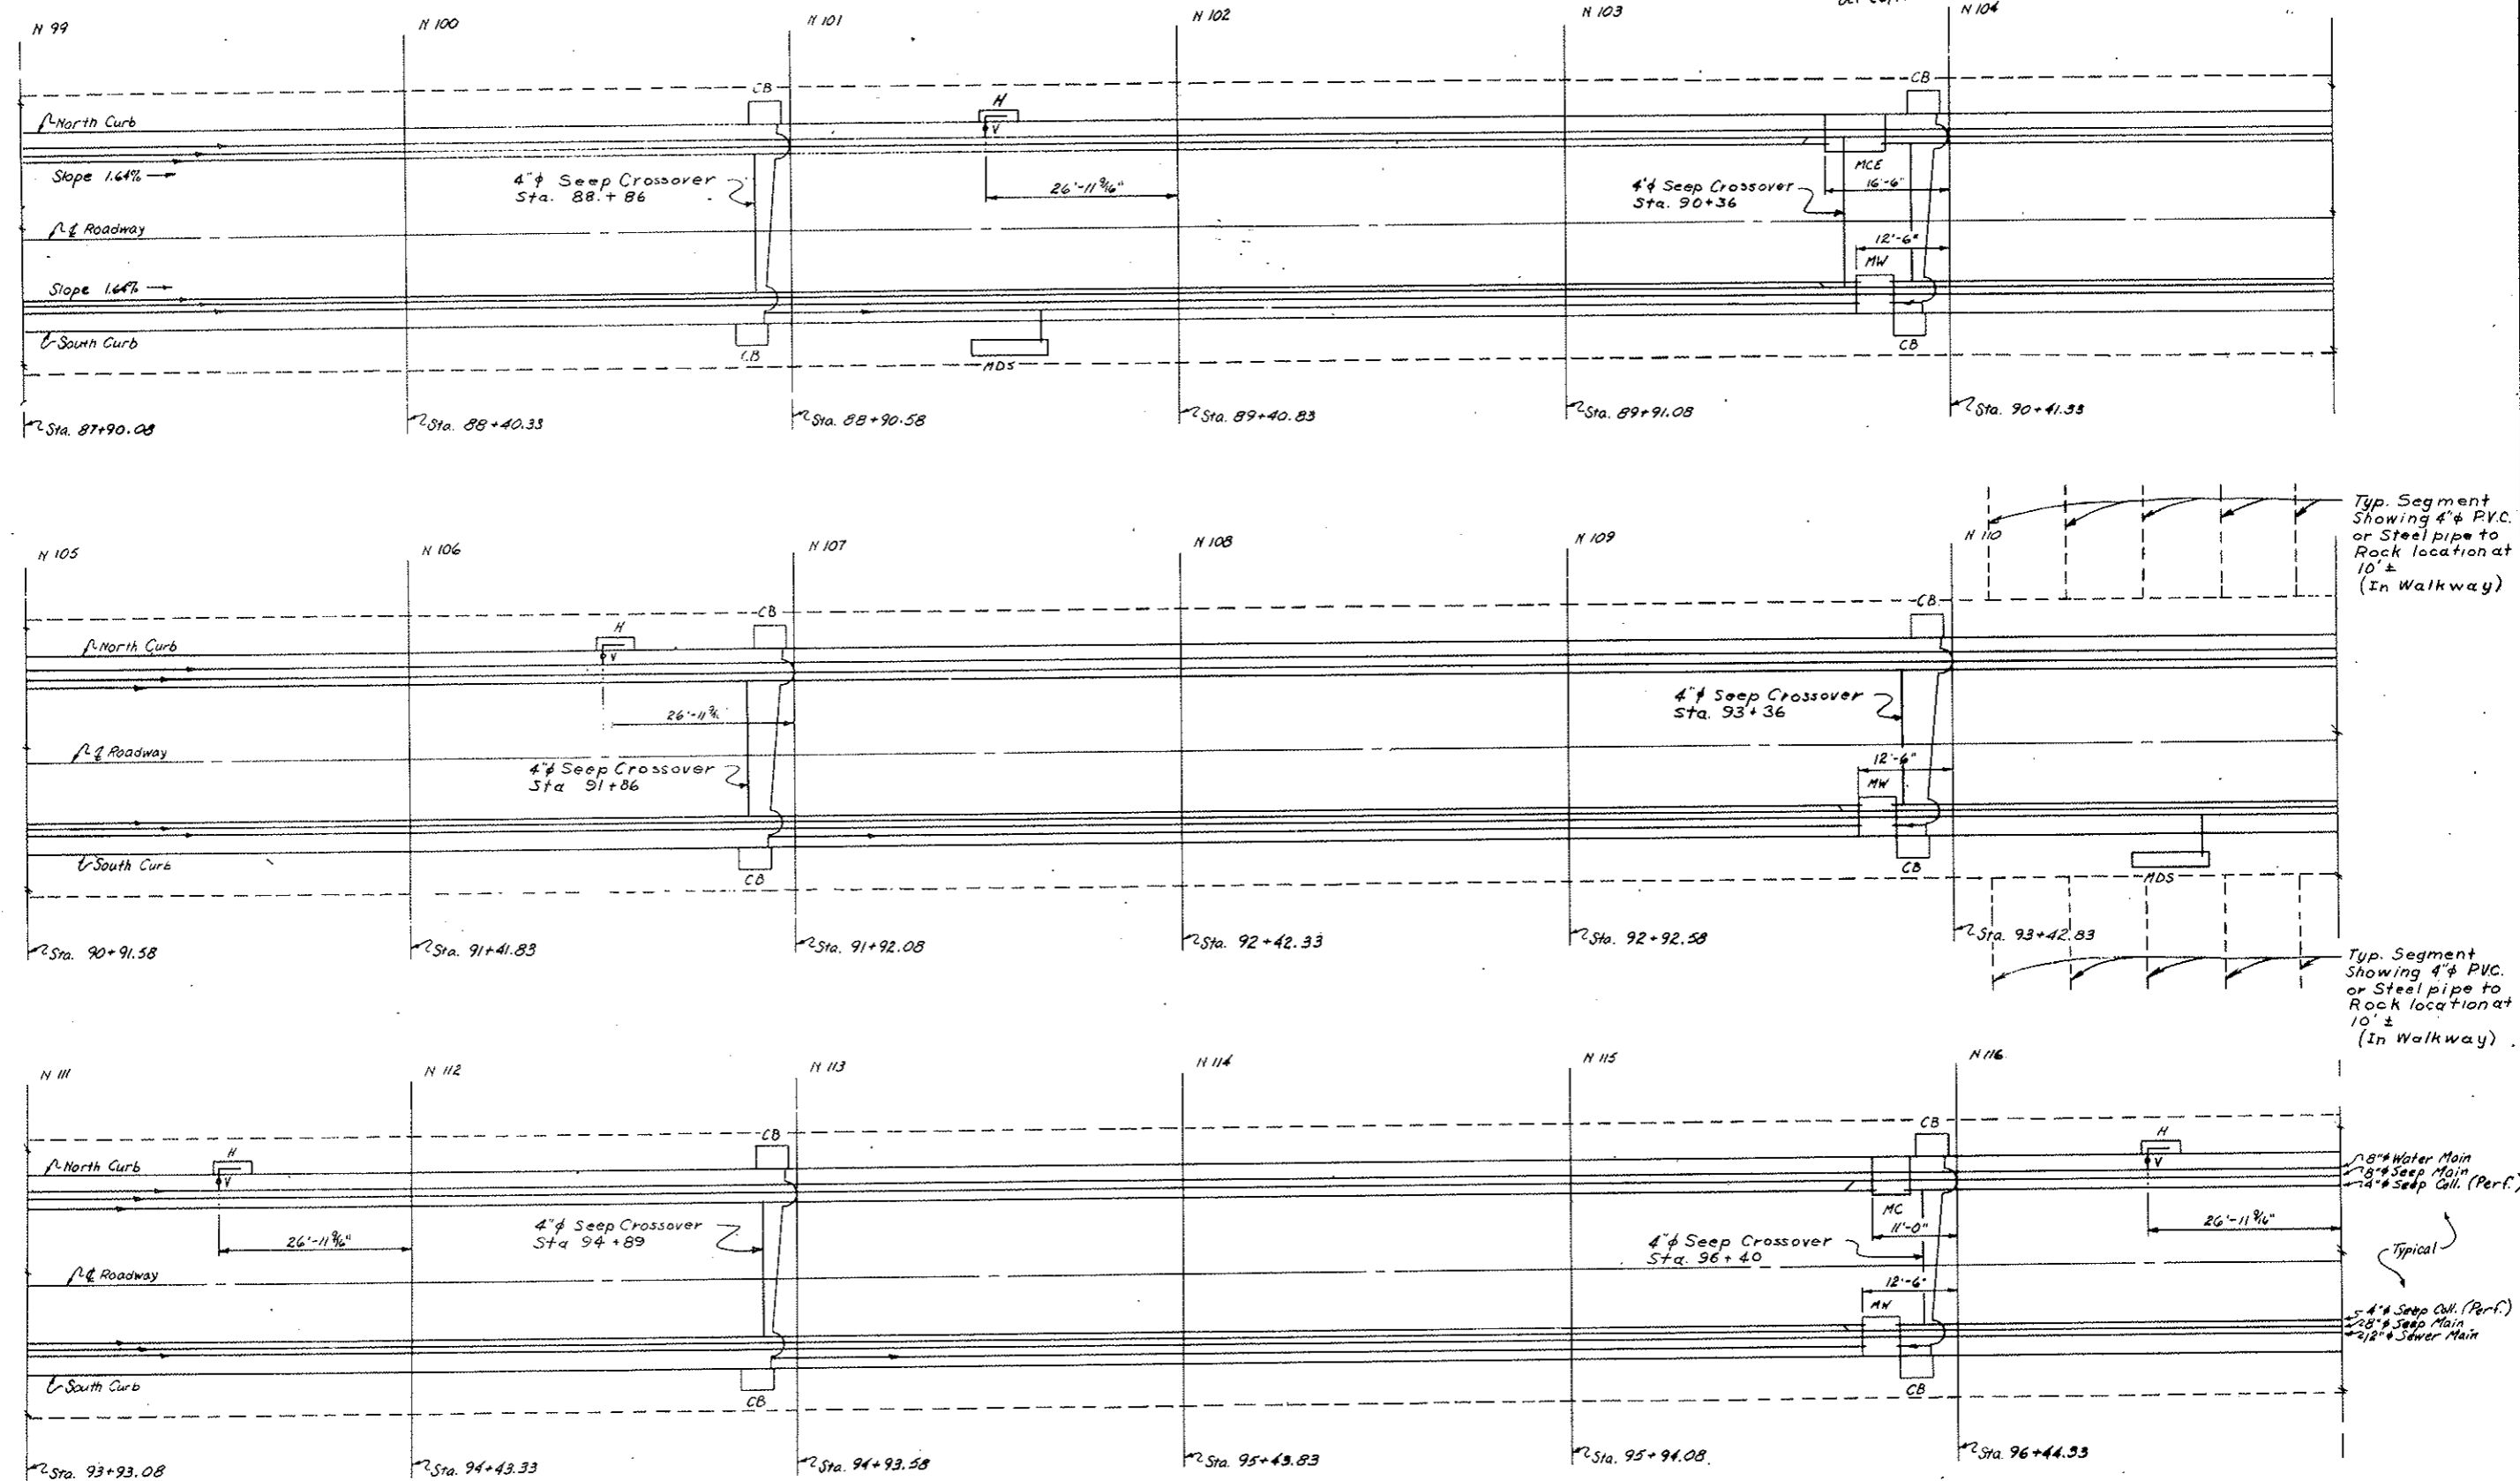 N 99
N 100
N 101
N 102
N 103
N 104
CB
CB
H
V
North Curb
Slope 1.64% →
4"ø Seep Crossover
Sta. 88+86
26'-11 9/16"
4"ø Seep Crossover
Sta. 90+36
MCE
16'-6"
℄ Roadway
12'-6"
MW
Slope 1.64% →
South Curb
CB
MDS
CB
Sta. 87+90.08
Sta. 88+40.33
Sta. 88+90.58
Sta. 89+40.83
Sta. 89+91.08
Sta. 90+41.33
Typ. Segment
Showing 4"ø P.V.C.
or Steel pipe to
Rock location at
10' ±
(In Walkway)
N 105
N 106
N 107
N 108
N 109
N 110
CB
CB
H
V
North Curb
26'-11
4"ø Seep Crossover
Sta. 93+36
℄ Roadway
4"ø Seep Crossover
Sta 91+86
12'-6"
MW
South Curb
CB
CB
MDS
Sta. 90+91.58
Sta. 91+41.83
Sta. 91+92.08
Sta. 92+42.33
Sta. 92+92.58
Sta. 93+42.83
Typ. Segment
Showing 4"ø P.V.C.
or Steel pipe to
Rock location at
10' ±
(In Walkway)
N 111
N 112
N 113
N 114
N 115
N 116
CB
CB
H
V
H
V
North Curb
8"ø Water Main
8"ø Seep Main
4"ø Seep Coll. (Perf.)
MC
11'-0"
26'-11 9/16"
4"ø Seep Crossover
Sta 94+89
26'-11 9/16"
4"ø Seep Crossover
Sta. 96+40
Typical
℄ Roadway
12'-6"
MW
4"ø Seep Coll. (Perf.)
8"ø Seep Main
12"ø Sewer Main
South Curb
CB
CB
Sta. 93+93.08
Sta. 94+43.33
Sta. 94+93.58
Sta. 95+43.83
Sta. 95+94.08
Sta. 96+44.33